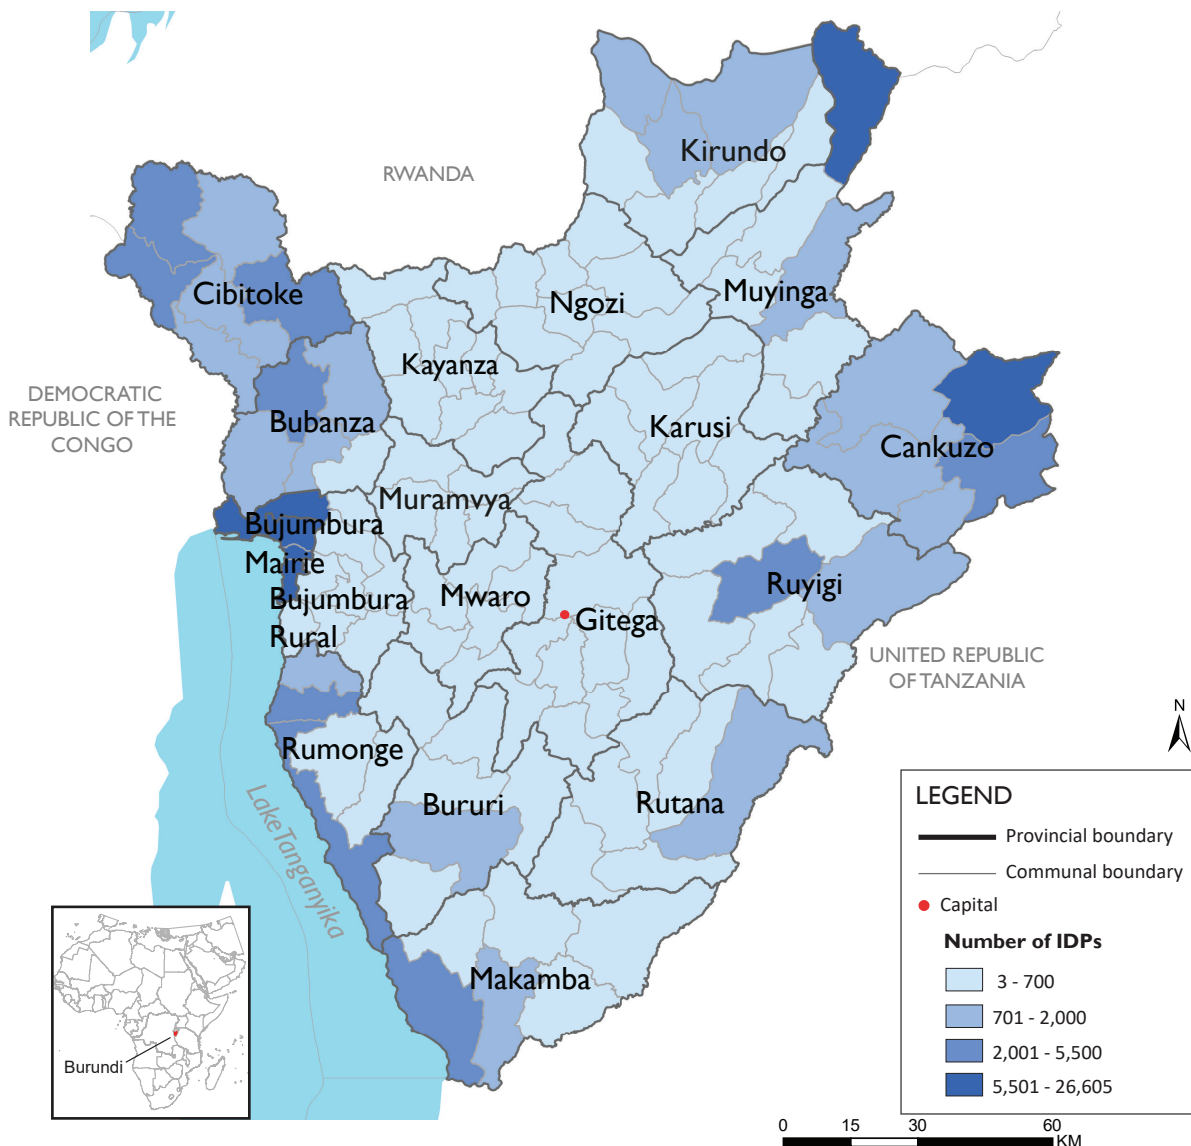 Kirundo
RWANDA
Cibitoke
Ngozi
Muyinga
Kayanza
DEMOCRATIC
REPUBLIC OF THE
CONGO
Bubanza
Karusi
Cankuzo
Muramvya
Bujumbura
Mairie
Bujumbura
Rural
Mwaro
Gitega
Ruyigi
UNITED REPUBLIC
OF TANZANIA
N
Rumonge
Bururi
Rutana
Lake Tanganyika
Makamba
Burundi
LEGEND
Provincial boundary
Communal boundary
Capital
Number of IDPs
3 - 700
701 - 2,000
2,001 - 5,500
5,501 - 26,605
0 15 30 60
KM